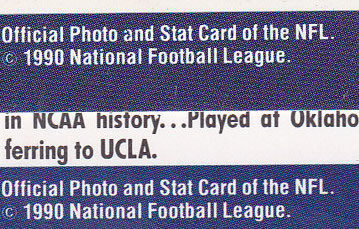 Official Photo and Stat Card of the NFL.
© 1990 National Football League.
in NCAA history...Played at Oklaho
ferring to UCLA.
Official Photo and Stat Card of the NFL.
© 1990 National Football League.